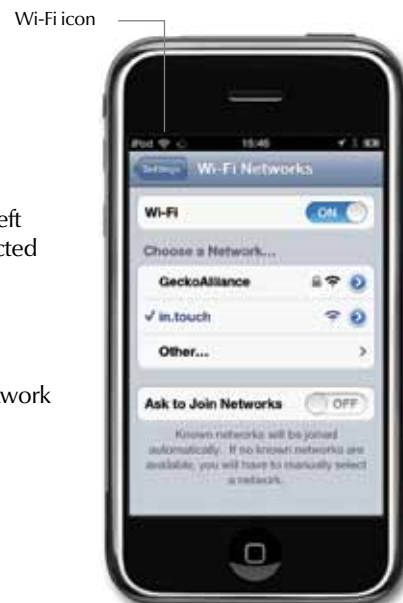 Wi-Fi icon
iPod 15:46
Settings Wi-Fi Networks
Wi-Fi ON
Choose a Network...
GeckoAlliance
eft
cted
✓ in.touch
Other...
twork
Ask to Join Networks OFF
Known networks will be joined
automatically. If no known networks are
available, you will have to manually select
a network.